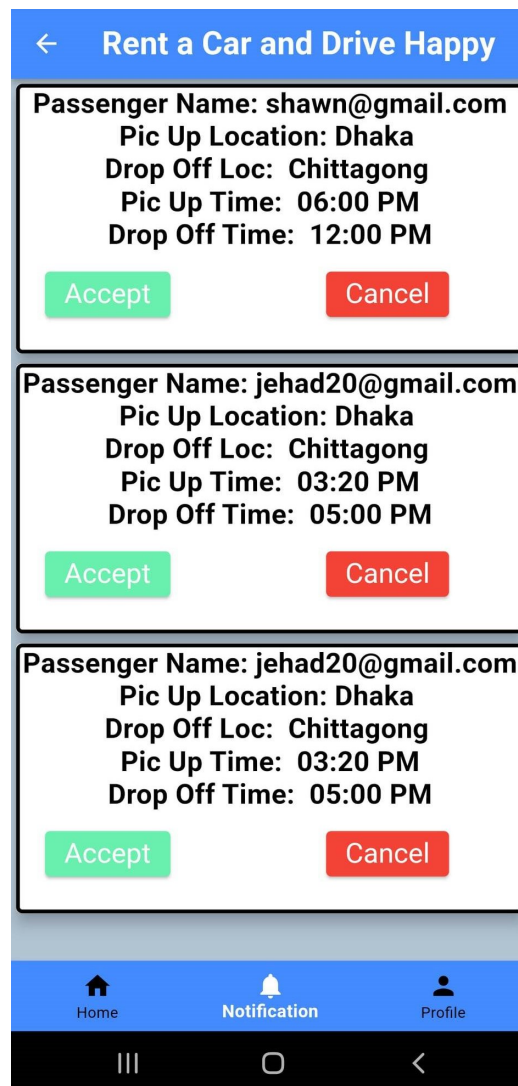 Rent a Car and Drive Happy
Passenger Name: shawn@gmail.com
Pic Up Location: Dhaka
Drop Off Loc: Chittagong
Pic Up Time: 06:00 PM
Drop Off Time: 12:00 PM
Accept Cancel
Passenger Name: jehad20@gmail.com
Pic Up Location: Dhaka
Drop Off Loc: Chittagong
Pic Up Time: 03:20 PM
Drop Off Time: 05:00 PM
Accept Cancel
Passenger Name: jehad20@gmail.com
Pic Up Location: Dhaka
Drop Off Loc: Chittagong
Pic Up Time: 03:20 PM
Drop Off Time: 05:00 PM
Accept Cancel
Home Notification Profile